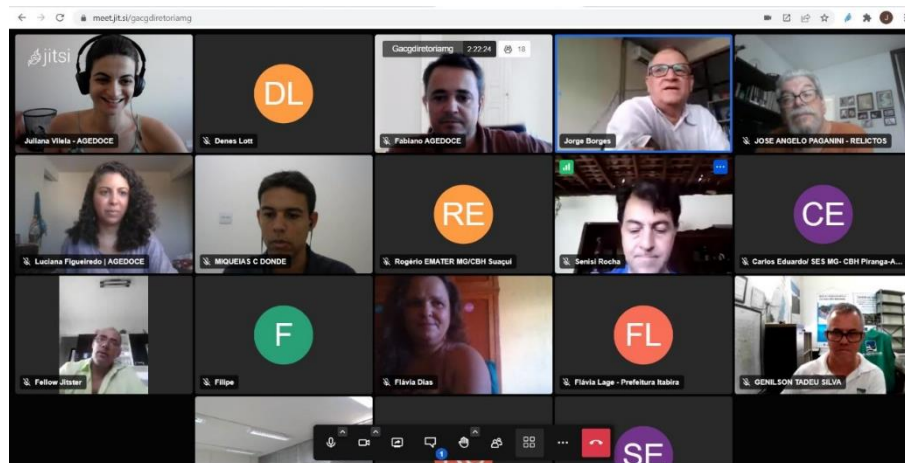 meet.jit.si/gacgdiretoriamg
jitsi
Gacgdiretoriamg 2:22:24 18
DL
Juliana Vilela - AGEDOCE
Denes Lott
Fabiano AGEDOCE
Jorge Borges
JOSE ANGELO PAGANINI - RELICTOS
RE
CE
Luciana Figueiredo | AGEDOCE
MIQUEIAS C DONDE
Rogério EMATER MG/CBH Suaçuí
Senisi Rocha
Carlos Eduardo/ SES MG- CBH Piranga-A...
F
FL
Fellow Jitster
Filipe
Flávia Dias
Flávia Lage - Prefeitura Itabira
GENILSON TADEU SILVA
1
SE